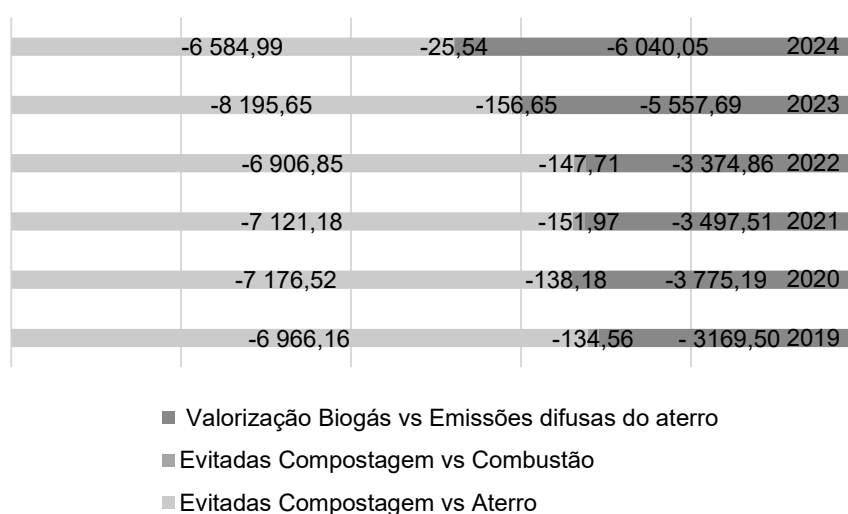 -6 584,99 -25,54 -6 040,05 2024
-8 195,65 -156,65 -5 557,69 2023
-6 906,85 -147,71 -3 374,86 2022
-7 121,18 -151,97 -3 497,51 2021
-7 176,52 -138,18 -3 775,19 2020
-6 966,16 -134,56 - 3169,50 2019
Valorização Biogás vs Emissões difusas do aterro
Evitadas Compostagem vs Combustão
Evitadas Compostagem vs Aterro